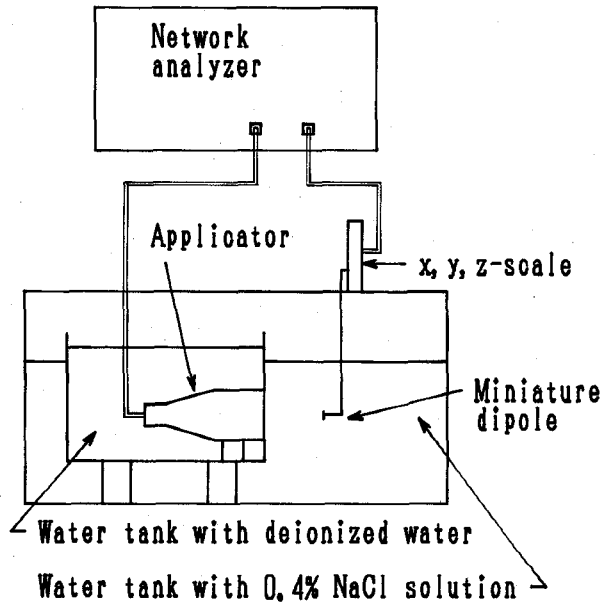 Network
analyzer
Applicator
x, y, z-scale
Miniature
dipole
Water tank with deionized water
Water tank with 0,4% NaCl solution